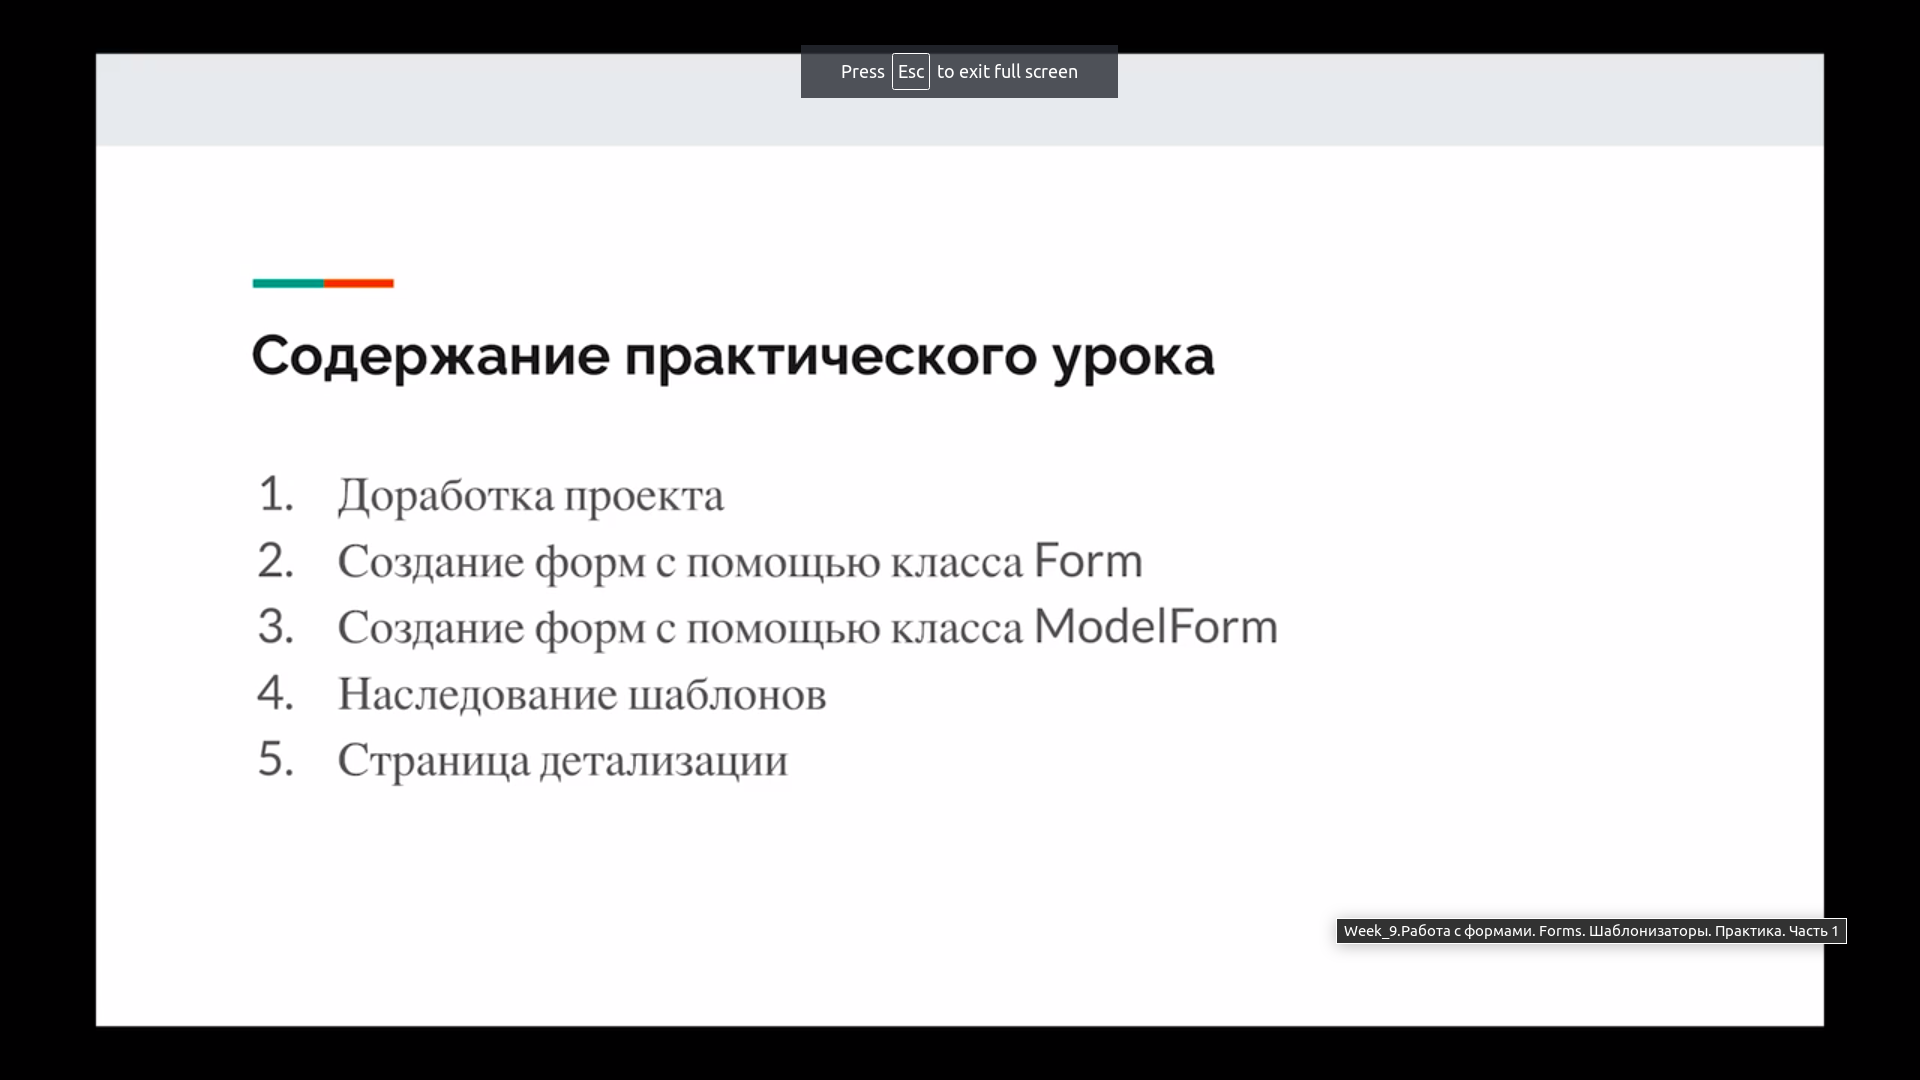 Press Esc to exit full screen
Содержание практического урока
1. Доработка проекта
2. Создание форм с помощью класса Form
3. Создание форм с помощью класса ModelForm
4. Наследование шаблонов
5. Страница детализации
Week_9.Работа с формами. Forms. Шаблонизаторы. Практика. Часть 1